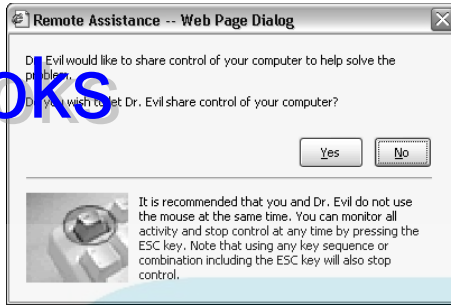 Remote Assistance -- Web Page Dialog
Dr. Evil would like to share control of your computer to help solve the
problem.
oks
Do you wish to let Dr. Evil share control of your computer?
Yes No
It is recommended that you and Dr. Evil do not use
the mouse at the same time. You can monitor all
activity and stop control at any time by pressing the
ESC key. Note that using any key sequence or
combination including the ESC key will also stop
control.